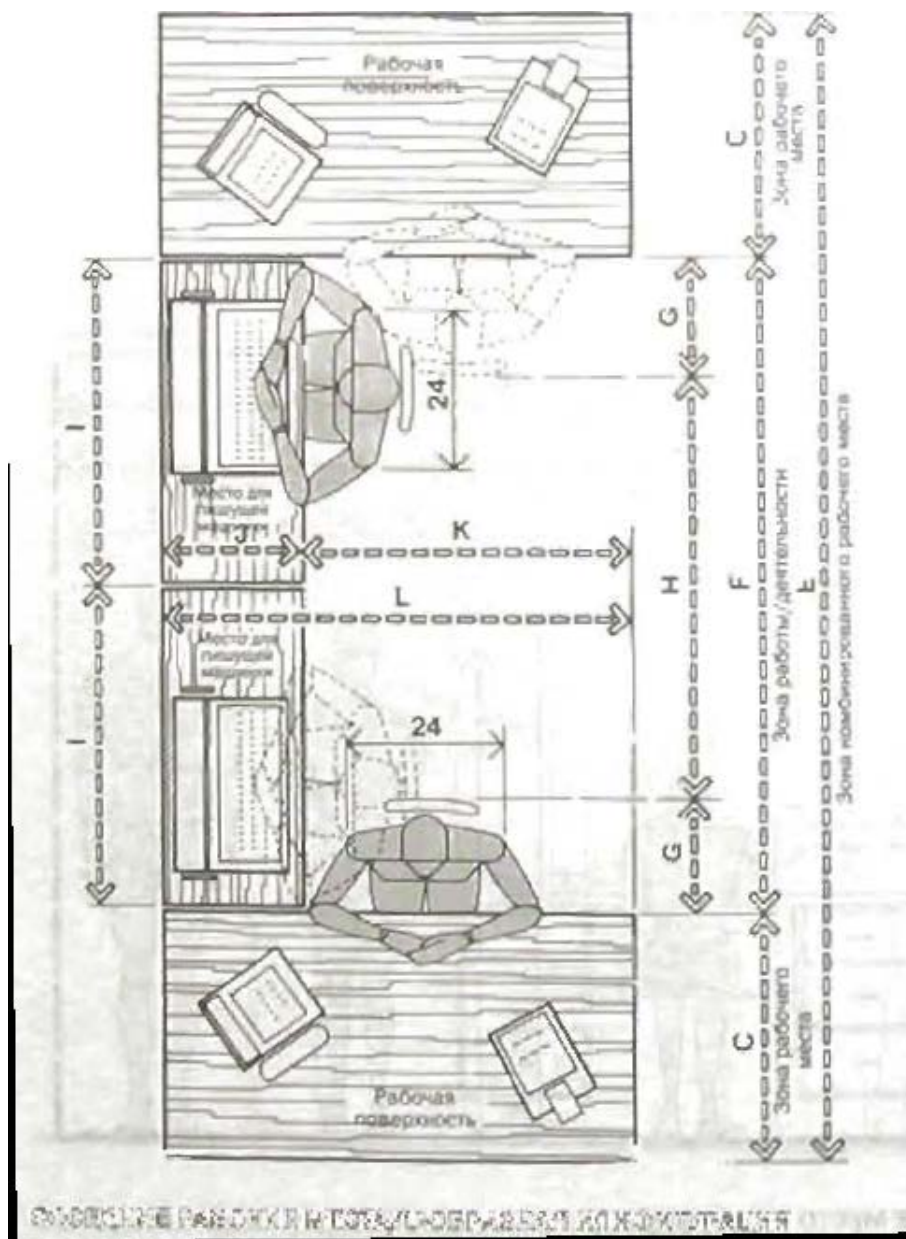 Рабочая
поверхность
C
Зона рабочего
места
G
24
I
Место для
пишущей
машинки
J
K
L
H
F
Зона работы/деятельности
E
Зона комбинированного рабочего места
Место для
пишущей
машинки
I
24
G
C
Зона рабочего
места
Рабочая
поверхность